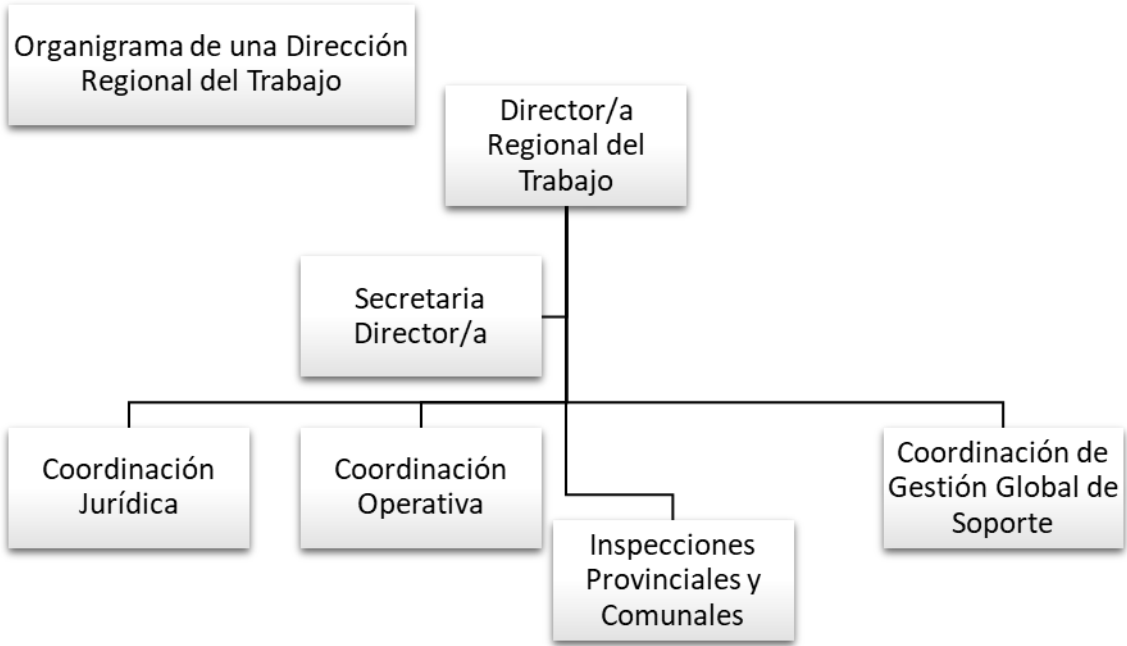 Organigrama de una Dirección
Regional del Trabajo
Director/a
Regional del
Trabajo
Secretaria
Director/a
Coordinación
Jurídica
Coordinación
Operativa
Inspecciones
Provinciales y
Comunales
Coordinación de
Gestión Global de
Soporte